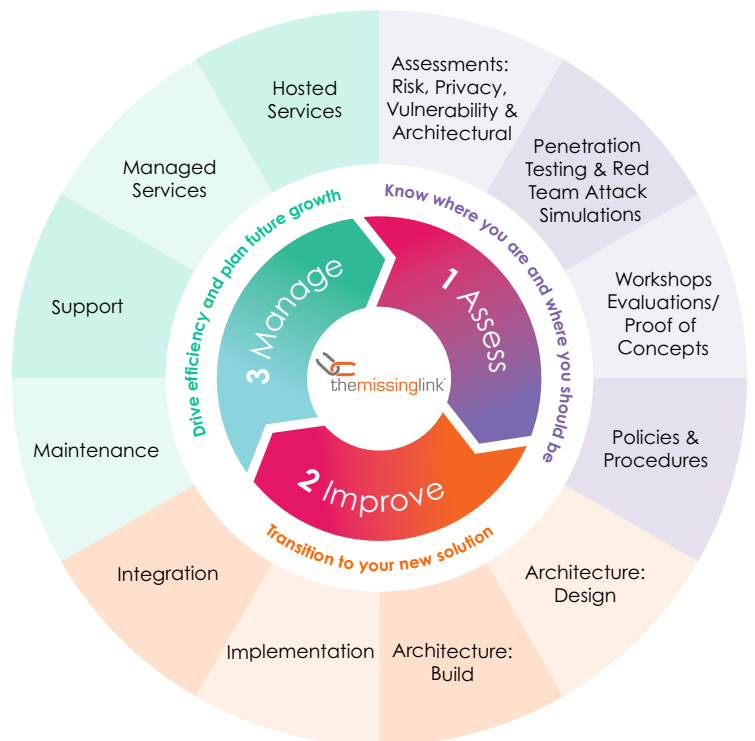 Hosted
Services
Assessments:
Risk, Privacy,
Vulnerability &
Architectural
Penetration
Testing & Red
Team Attack
Simulations
Workshops
Evaluations/
Proof of
Concepts
Policies &
Procedures
Architecture:
Design
Architecture:
Build
Implementation
Integration
Maintenance
Support
Managed
Services
Know where you are and where you should be
Transition to your new solution
Drive efficiency and plan future growth
1 Assess
2 Improve
3 Manage
themissinglink